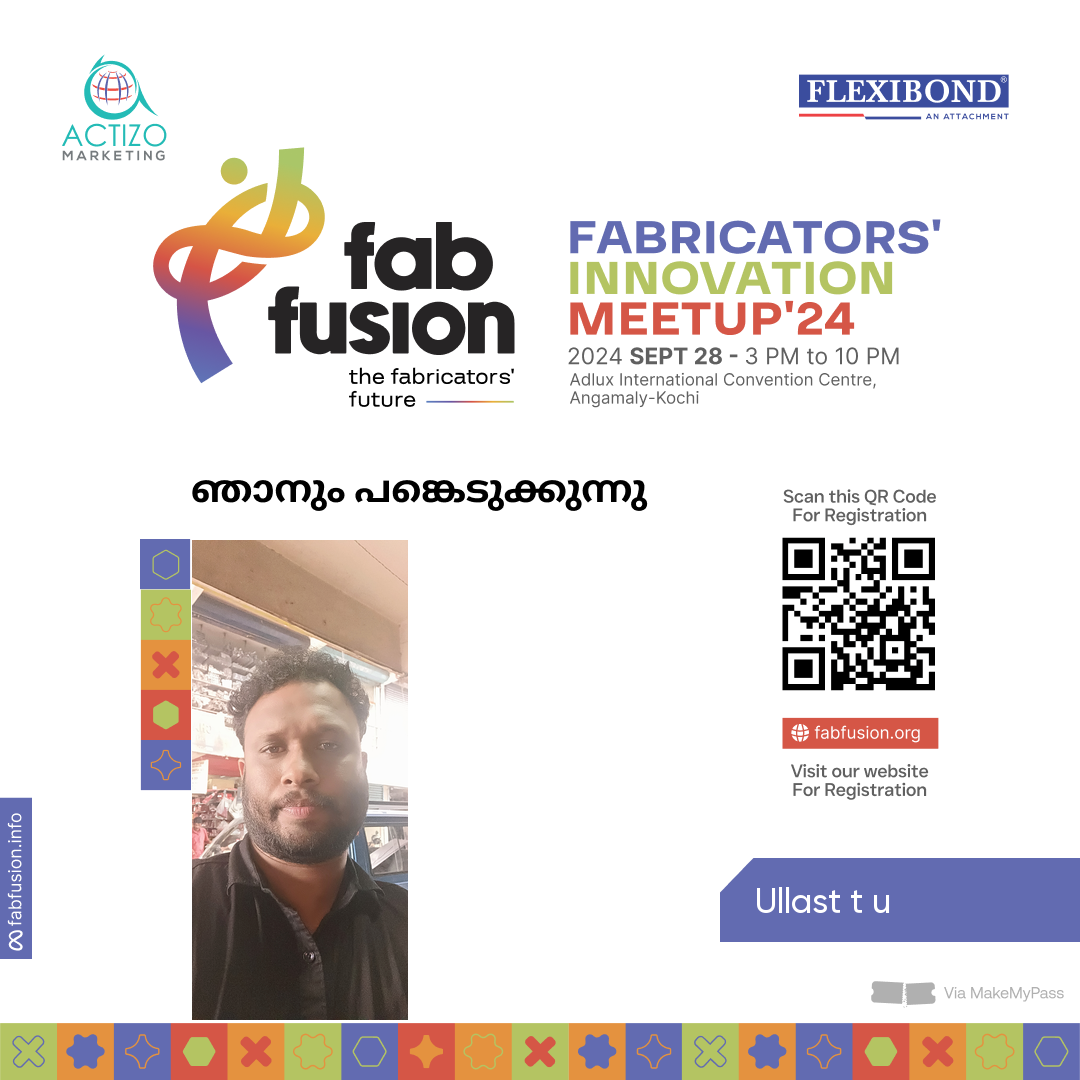 ACTIZO
MARKETING
FLEXIBOND®
AN ATTACHMENT
fab
fusion
the fabricators'
future
FABRICATORS'
INNOVATION
MEETUP'24
2024 SEPT 28 - 3 PM to 10 PM
Adlux International Convention Centre,
Angamaly-Kochi
ഞാനും പങ്കെടുക്കുന്നു
Scan this QR Code
For Registration
fabfusion.org
Visit our website
For Registration
fabfusion.info
Ullast t u
Via MakeMyPass